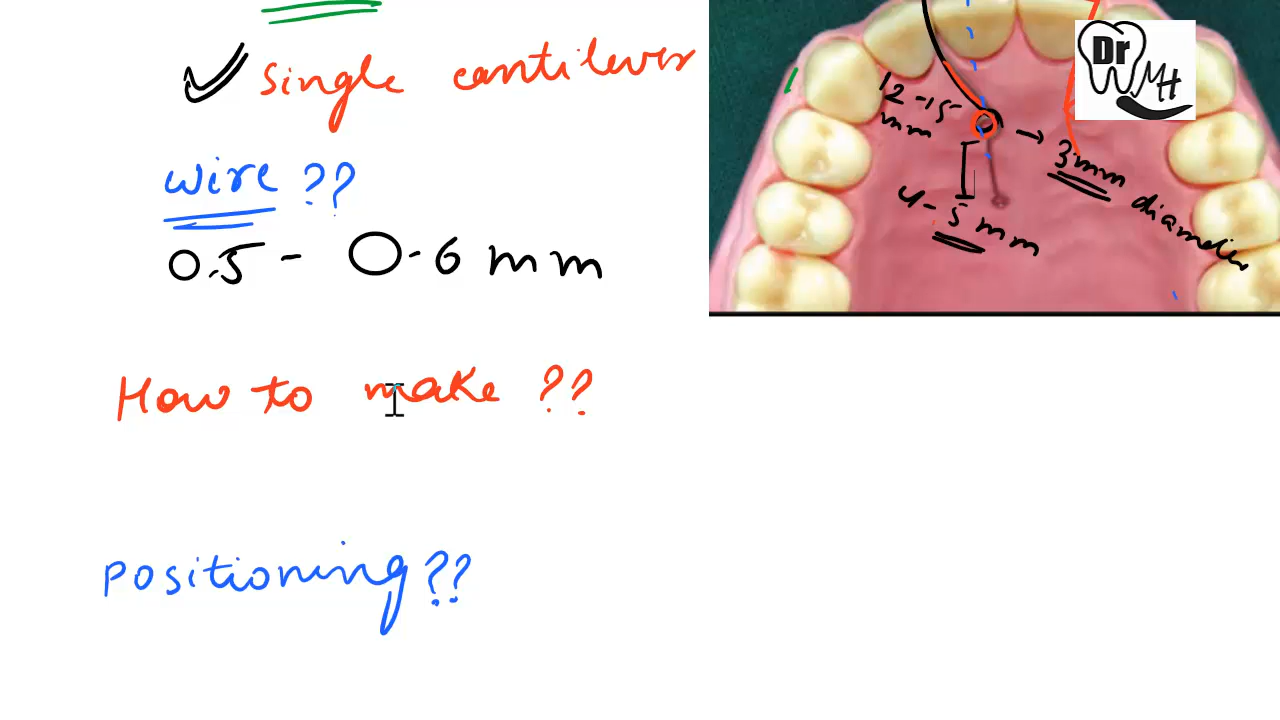 single cantilever
wire ??
0.5 - 0.6 mm
How to make ??
positioning ??
Dr
MH
12-15
mm
3mm diameter
4-5 mm